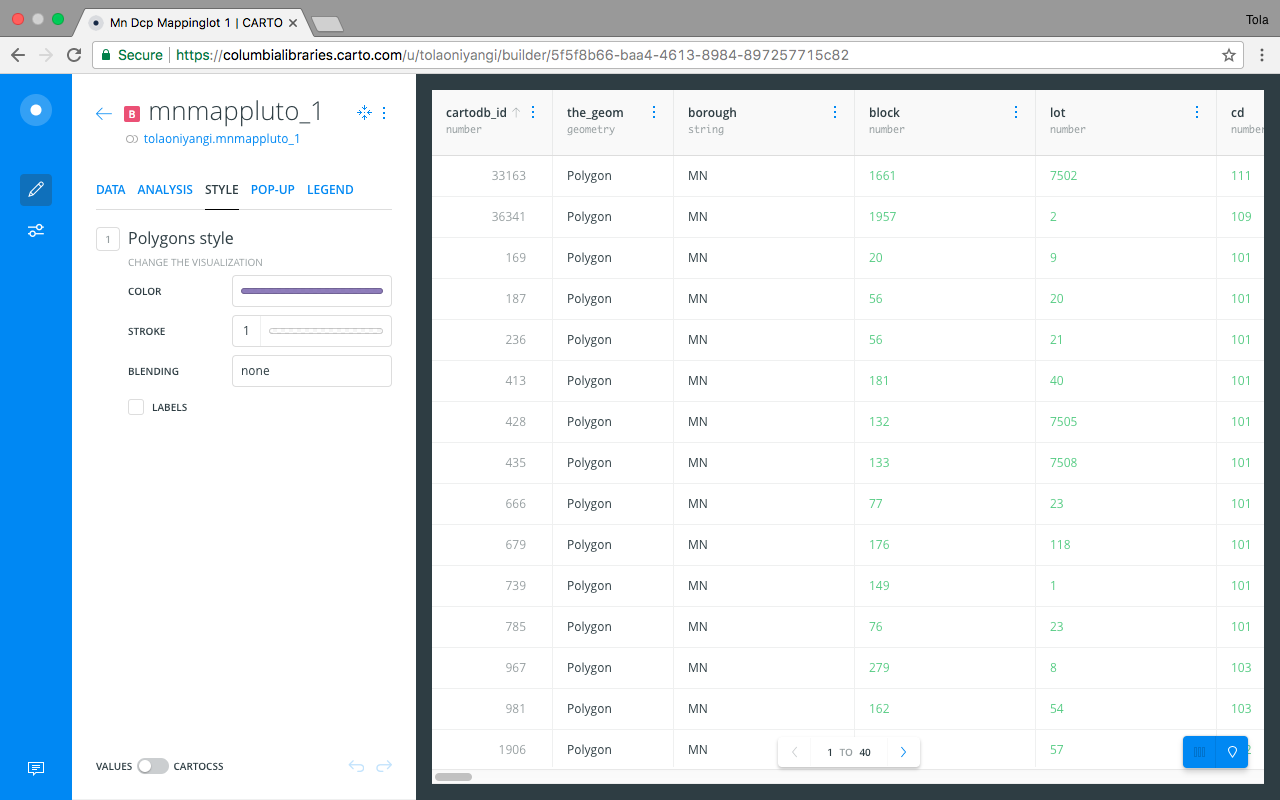 Mn Dcp Mappinglot 1 | CARTO
Tola
Secure https://columbialibraries.carto.com/u/tolaoniyangi/builder/5f5f8b66-baa4-4613-8984-897257715c82
B mnmappluto_1
tolaoniyangi.mnmappluto_1
DATA ANALYSIS STYLE POP-UP LEGEND
1 Polygons style
CHANGE THE VISUALIZATION
COLOR
STROKE 1
BLENDING none
LABELS
VALUES CARTOCSS
cartodb_id the_geom borough block lot cd
number geometry string number number number
33163 Polygon MN 1661 7502 111
36341 Polygon MN 1957 2 109
169 Polygon MN 20 9 101
187 Polygon MN 56 20 101
236 Polygon MN 56 21 101
413 Polygon MN 181 40 101
428 Polygon MN 132 7505 101
435 Polygon MN 133 7508 101
666 Polygon MN 77 23 101
679 Polygon MN 176 118 101
739 Polygon MN 149 1 101
785 Polygon MN 76 23 101
967 Polygon MN 279 8 103
981 Polygon MN 162 54 103
1906 Polygon MN 57
1 TO 40